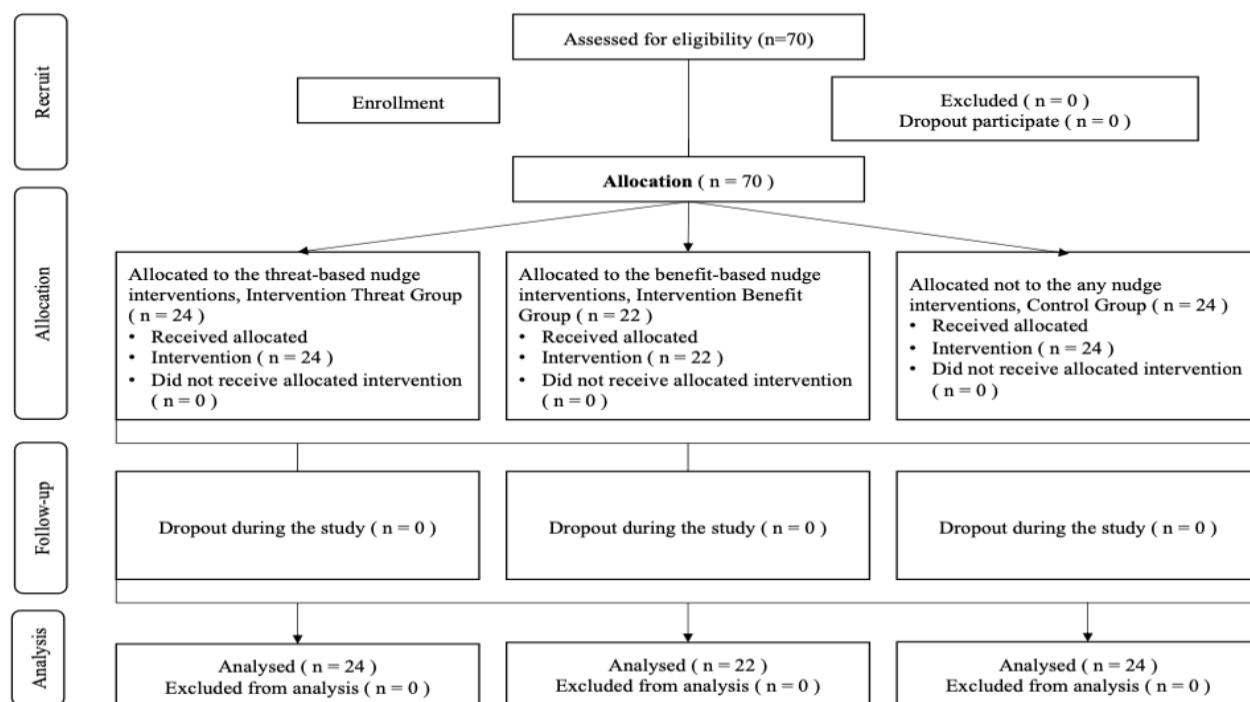 Recruit
Assessed for eligibility (n=70)
Enrollment
Excluded ( n = 0 )
Dropout participate ( n = 0 )
Allocation ( n = 70 )
Allocation
Allocated to the threat-based nudge
interventions, Intervention Threat Group
( n = 24 )
• Received allocated
• Intervention ( n = 24 )
• Did not receive allocated intervention
( n = 0 )
Allocated to the benefit-based nudge
interventions, Intervention Benefit
Group ( n = 22 )
• Received allocated
• Intervention ( n = 22 )
• Did not receive allocated intervention
( n = 0 )
Allocated not to the any nudge
interventions, Control Group ( n = 24 )
• Received allocated
• Intervention ( n = 24 )
• Did not receive allocated intervention
( n = 0 )
Follow-up
Dropout during the study ( n = 0 )
Dropout during the study ( n = 0 )
Dropout during the study ( n = 0 )
Analysis
Analysed ( n = 24 )
Excluded from analysis ( n = 0 )
Analysed ( n = 22 )
Excluded from analysis ( n = 0 )
Analysed ( n = 24 )
Excluded from analysis ( n = 0 )